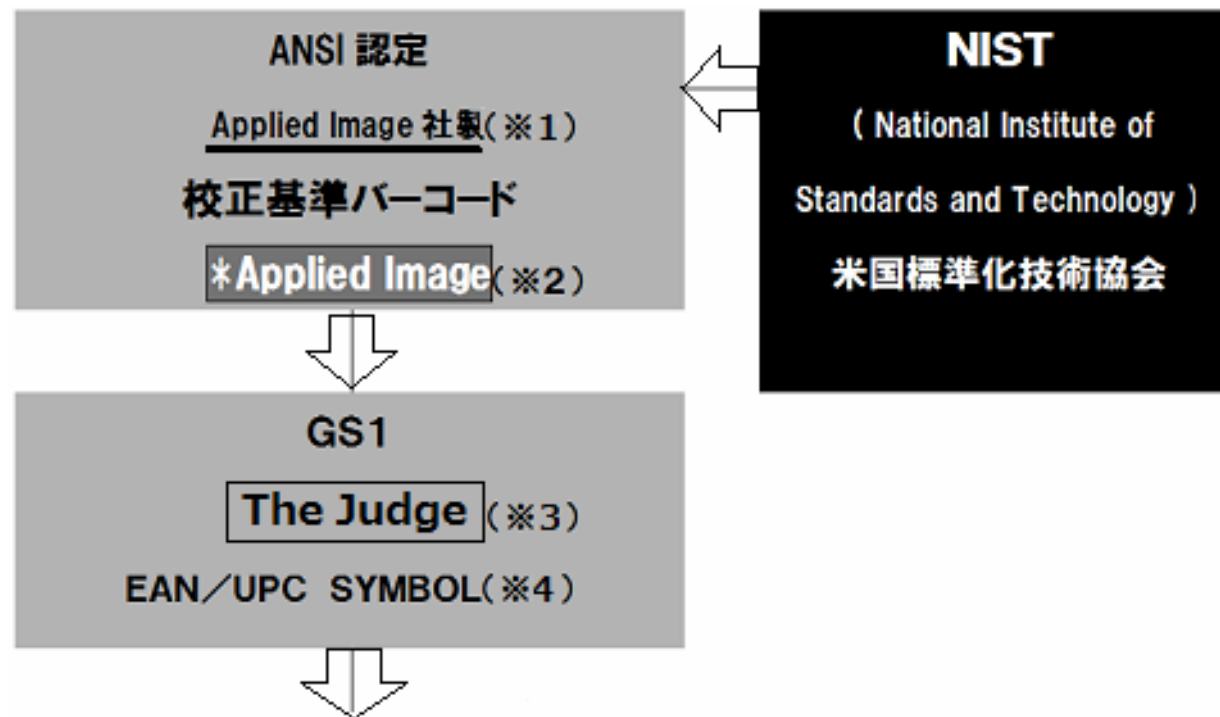 ANSI 認定
Applied Image 社製(※1)
校正基準バーコード
*Applied Image(※2)
NIST
( National Institute of
Standards and Technology )
米国標準化技術協会
GS1
The Judge(※3)
EAN/UPC SYMBOL(※4)